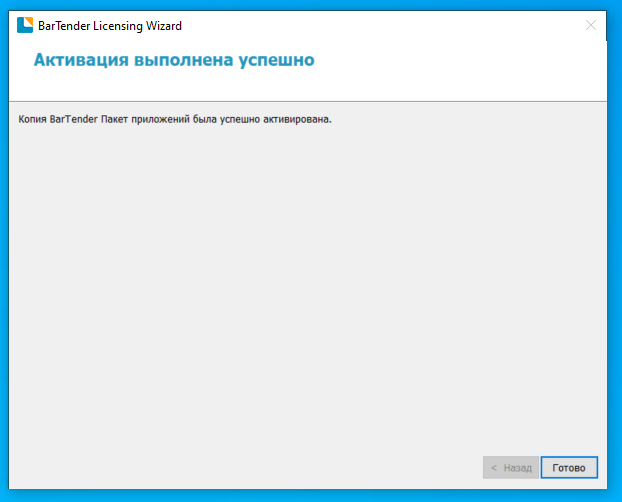 BarTender Licensing Wizard
Активация выполнена успешно
Копия BarTender Пакет приложений была успешно активирована.
< Назад
Готово